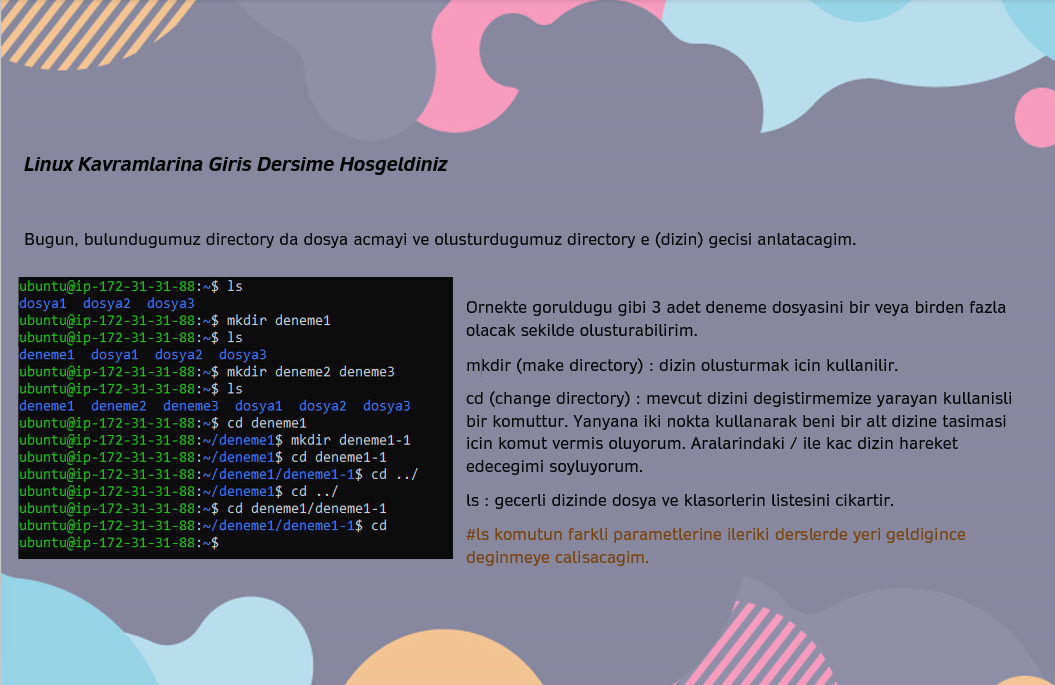 Linux Kavramlarina Giris Dersime Hosgeldiniz
Bugun, bulundugumuz directory da dosya acmayi ve olusturdugumuz directory e (dizin) gecisi anlatacagim.
ubuntu@ip-172-31-31-88:~$ ls
dosya1  dosya2  dosya3
ubuntu@ip-172-31-31-88:~$ mkdir deneme1
ubuntu@ip-172-31-31-88:~$ ls
deneme1  dosya1  dosya2  dosya3
ubuntu@ip-172-31-31-88:~$ mkdir deneme2 deneme3
ubuntu@ip-172-31-31-88:~$ ls
deneme1  deneme2  deneme3  dosya1  dosya2  dosya3
ubuntu@ip-172-31-31-88:~$ cd deneme1
ubuntu@ip-172-31-31-88:~/deneme1$ mkdir deneme1-1
ubuntu@ip-172-31-31-88:~/deneme1$ cd deneme1-1
ubuntu@ip-172-31-31-88:~/deneme1/deneme1-1$ cd ../
ubuntu@ip-172-31-31-88:~/deneme1$ cd ../
ubuntu@ip-172-31-31-88:~$ cd deneme1/deneme1-1
ubuntu@ip-172-31-31-88:~/deneme1/deneme1-1$ cd
ubuntu@ip-172-31-31-88:~$
Ornekte goruldugu gibi 3 adet deneme dosyasini bir veya birden fazla
olacak sekilde olusturabilirim.
mkdir (make directory) : dizin olusturmak icin kullanilir.
cd (change directory) : mevcut dizini degistirmemize yarayan kullanisli
bir komuttur. Yanyana iki nokta kullanarak beni bir alt dizine tasimasi
icin komut vermis oluyorum. Aralarindaki / ile kac dizin hareket
edecegimi soyluyorum.
ls : gecerli dizinde dosya ve klasorlerin listesini cikartir.
#ls komutun farkli parametlerine ileriki derslerde yeri geldigince
deginmeye calisacagim.